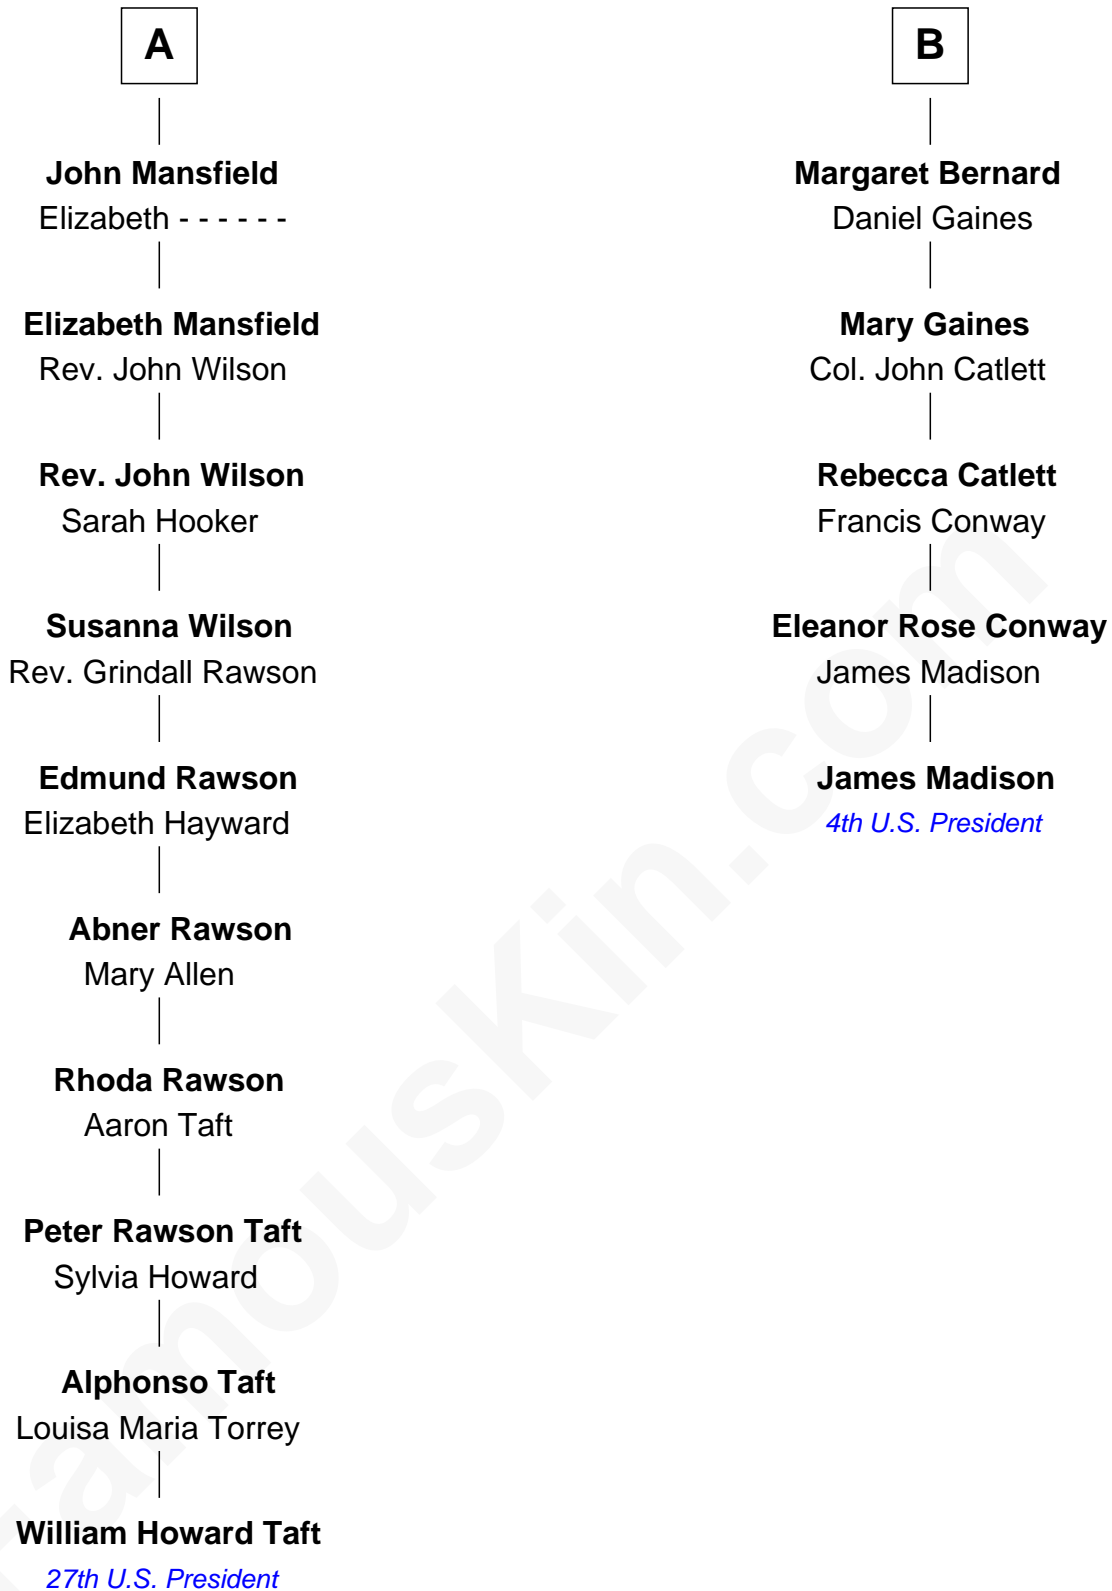 A
John Mansfield
Elizabeth - - - - - -
Elizabeth Mansfield
Rev. John Wilson
Rev. John Wilson
Sarah Hooker
Susanna Wilson
Rev. Grindall Rawson
Edmund Rawson
Elizabeth Hayward
Abner Rawson
Mary Allen
Rhoda Rawson
Aaron Taft
Peter Rawson Taft
Sylvia Howard
Alphonso Taft
Louisa Maria Torrey
William Howard Taft
27th U.S. President
B
Margaret Bernard
Daniel Gaines
Mary Gaines
Col. John Catlett
Rebecca Catlett
Francis Conway
Eleanor Rose Conway
James Madison
James Madison
4th U.S. President
FamousKin.com